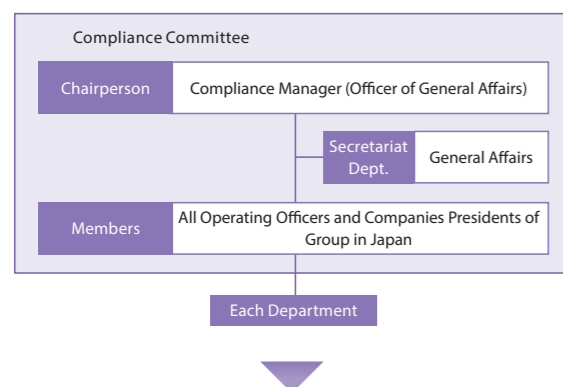 Compliance Committee
Chairperson
Compliance Manager (Officer of General Affairs)
Secretariat
Dept.
General Affairs
Members
All Operating Officers and Companies Presidents of
Group in Japan
Each Department